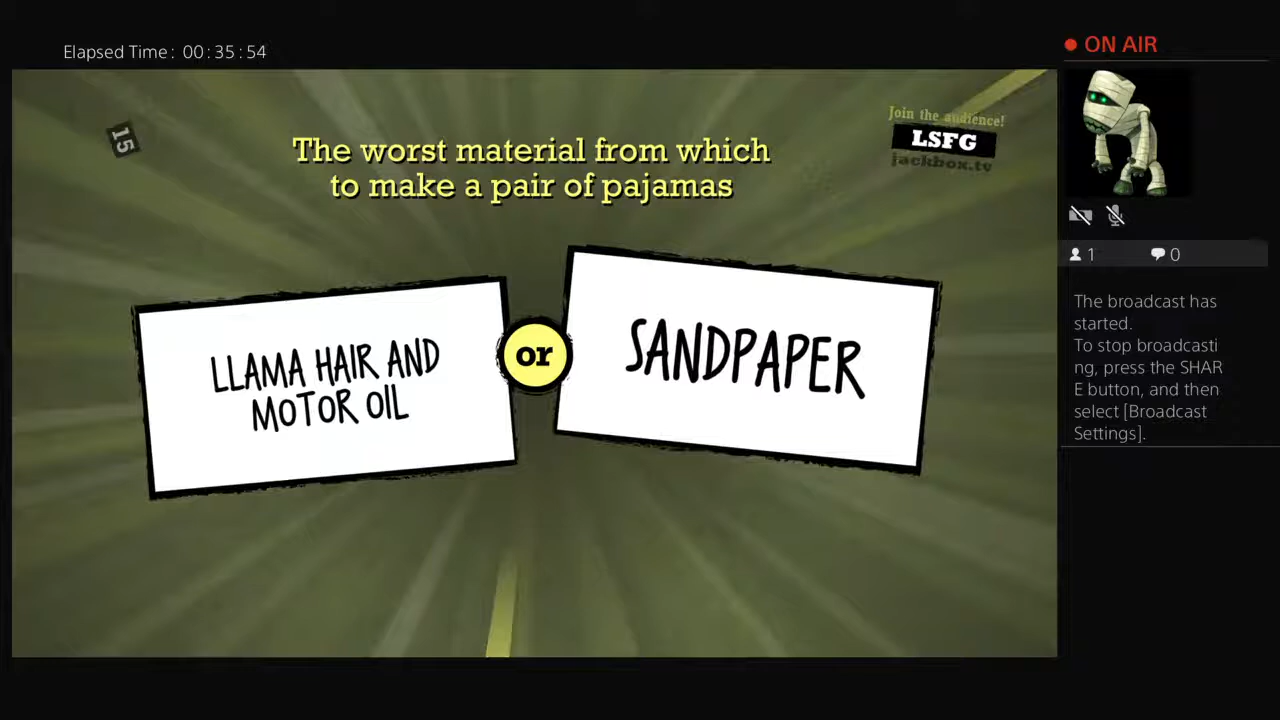 Elapsed Time: 00:35:54
ON AIR
15
The worst material from which
to make a pair of pajamas
Join the audience!
LSFG
jackbox.tv
LLAMA HAIR AND
MOTOR OIL
or
SANDPAPER
1
0
The broadcast has
started.
To stop broadcasti
ng, press the SHAR
E button, and then
select [Broadcast
Settings].